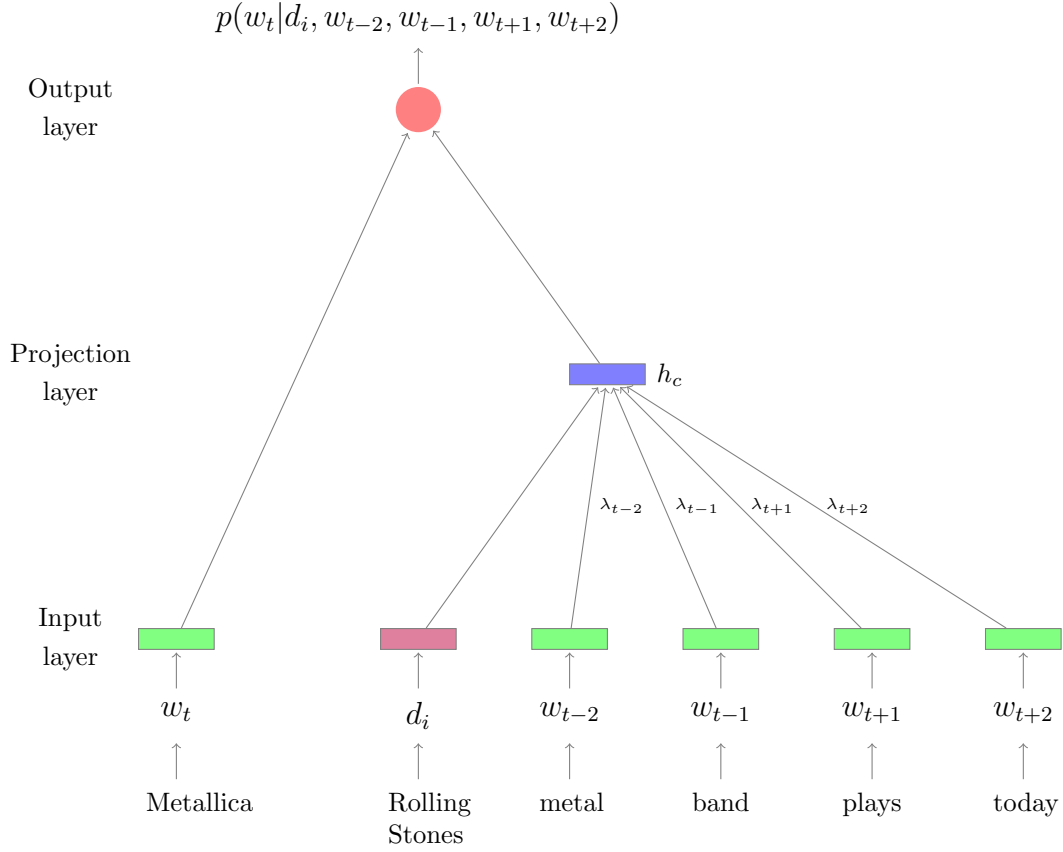 p(w_t|d_i, w_{t-2}, w_{t-1}, w_{t+1}, w_{t+2})
Output
layer
Projection
layer
h_c
λ_{t-2} λ_{t-1} λ_{t+1} λ_{t+2}
Input
layer
w_t d_i w_{t-2} w_{t-1} w_{t+1} w_{t+2}
Metallica Rolling metal band plays today
Stones